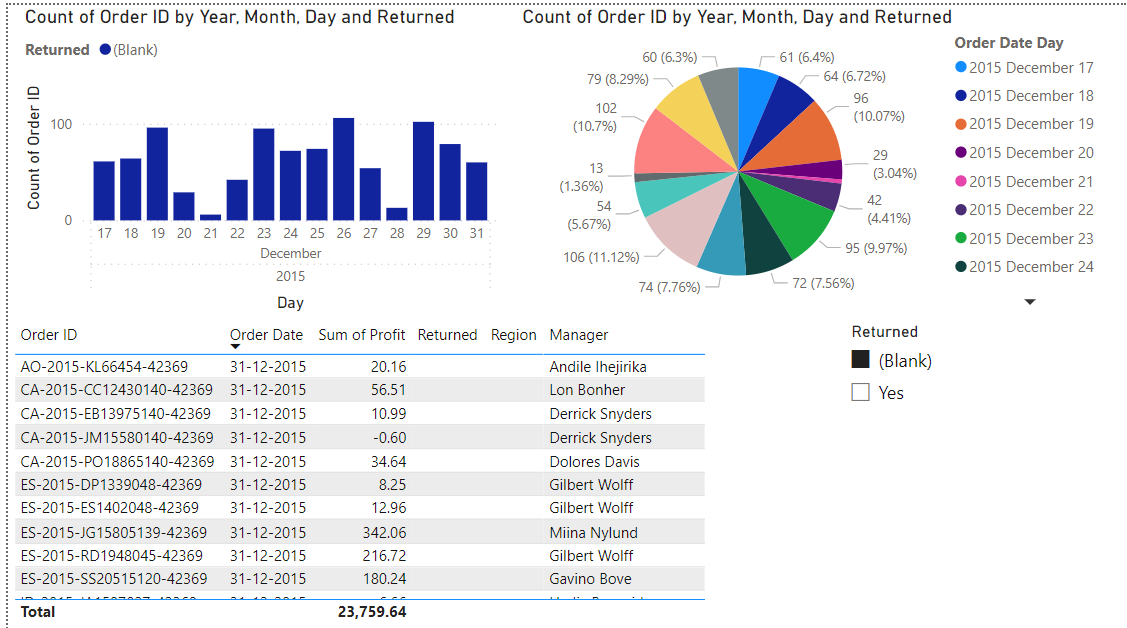 Count of Order ID by Year, Month, Day and Returned
Returned (Blank)
Count of Order ID
100
0
17 18 19 20 21 22 23 24 25 26 27 28 29 30 31
December
2015
Day
Count of Order ID by Year, Month, Day and Returned
60 (6.3%)
61 (6.4%)
79 (8.29%)
64 (6.72%)
102
(10.7%)
96
(10.07%)
13
(1.36%)
29
(3.04%)
54
(5.67%)
42
(4.41%)
106 (11.12%)
95 (9.97%)
74 (7.76%)
72 (7.56%)
Order Date Day
2015 December 17
2015 December 18
2015 December 19
2015 December 20
2015 December 21
2015 December 22
2015 December 23
2015 December 24
Order ID Order Date Sum of Profit Returned Region Manager
AO-2015-KL66454-42369 31-12-2015 20.16 Andile Ihejirika
CA-2015-CC12430140-42369 31-12-2015 56.51 Lon Bonher
CA-2015-EB13975140-42369 31-12-2015 10.99 Derrick Snyders
CA-2015-JM15580140-42369 31-12-2015 -0.60 Derrick Snyders
CA-2015-PO18865140-42369 31-12-2015 34.64 Dolores Davis
ES-2015-DP1339048-42369 31-12-2015 8.25 Gilbert Wolff
ES-2015-ES1402048-42369 31-12-2015 12.96 Gilbert Wolff
ES-2015-JG15805139-42369 31-12-2015 342.06 Miina Nylund
ES-2015-RD1948045-42369 31-12-2015 216.72 Gilbert Wolff
ES-2015-SS20515120-42369 31-12-2015 180.24 Gavino Bove
Total 23,759.64
Returned
(Blank)
Yes